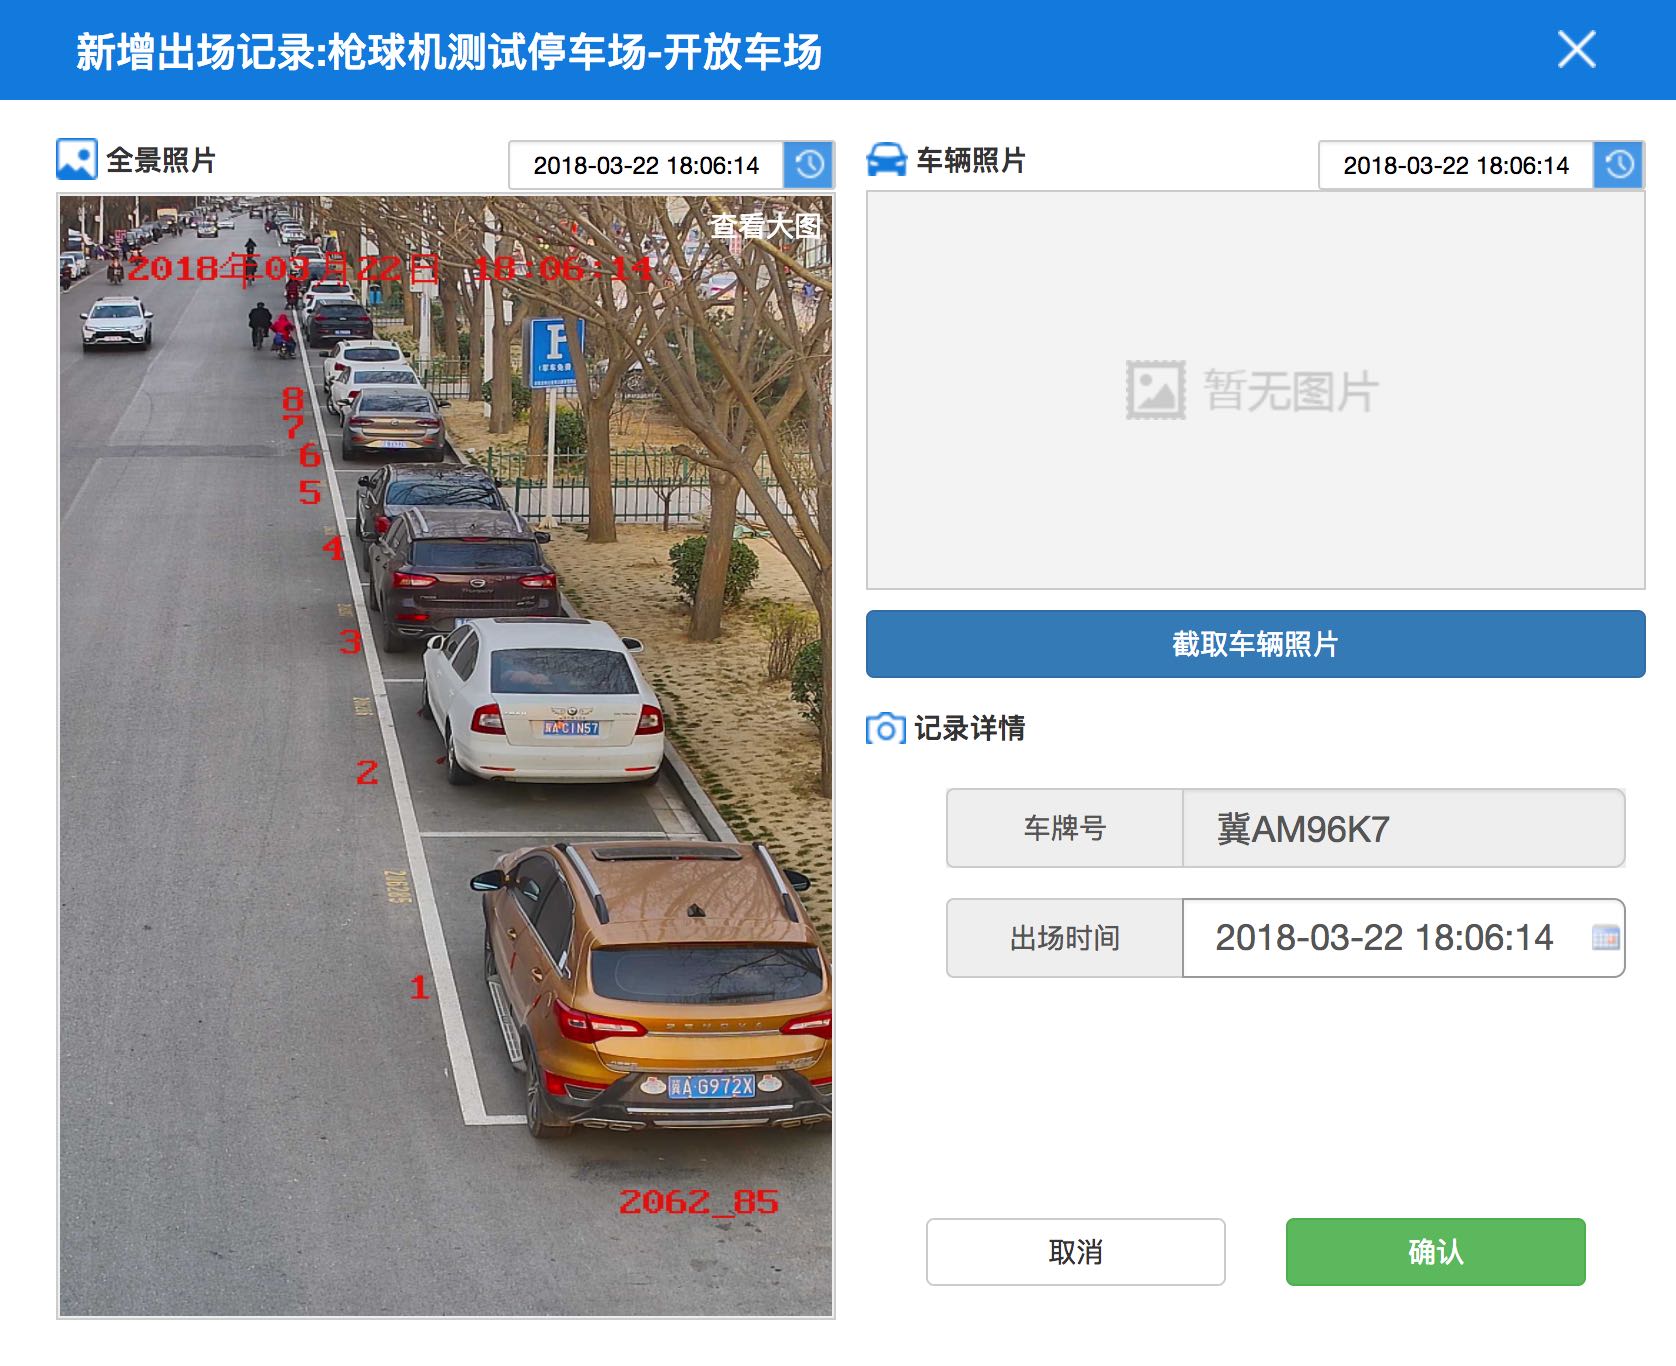 新增出场记录:枪球机测试停车场-开放车场
全景照片
2018-03-22 18:06:14
车辆照片
2018-03-22 18:06:14
查看大图
2018年03月22日 18:06:14
P
8
7
6
5
4
3
2
1
冀A·C1N57
216285
冀A·G972X
2062_85
暂无图片
截取车辆照片
记录详情
车牌号
冀AM96K7
出场时间
2018-03-22 18:06:14
取消
确认